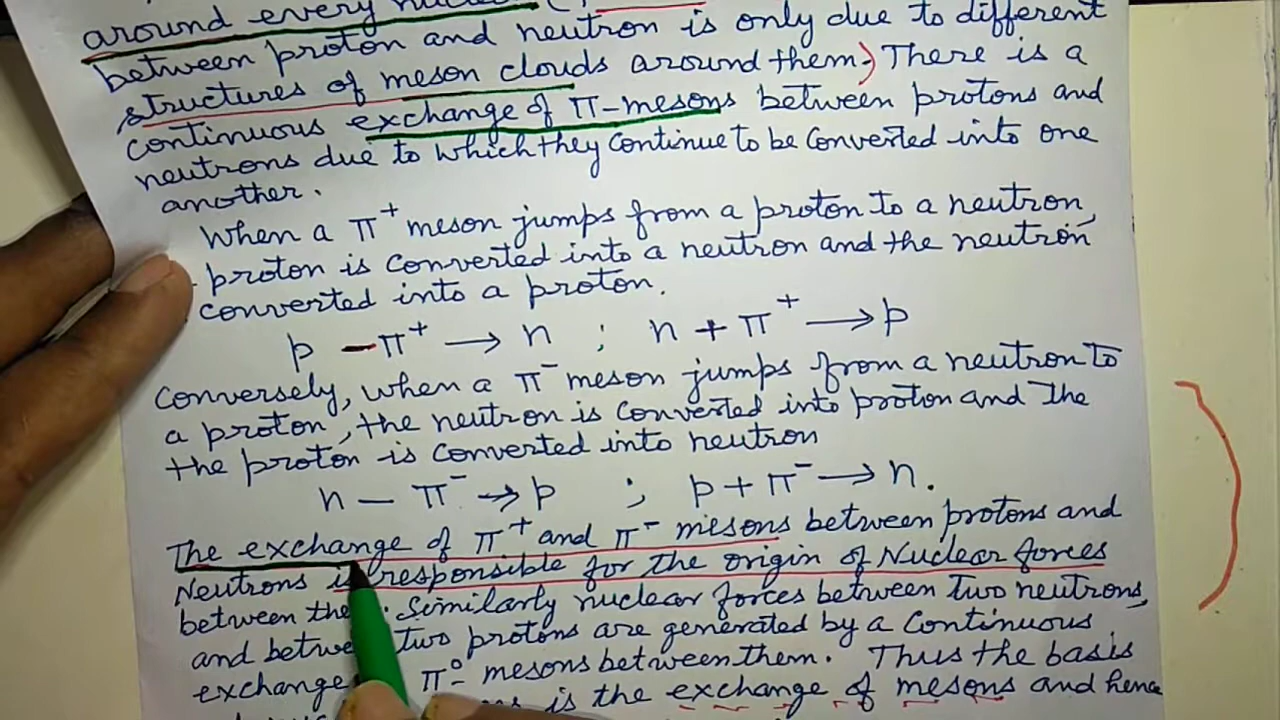 around every
between proton and neutron is only due to different
structures of meson clouds around them.) There is a
continuous exchange of π-mesons between protons and
neutrons due to which they continue to be converted into one
another.
When a π⁺ meson jumps from a proton to a neutron,
proton is converted into a neutron and the neutron
converted into a proton.
p - π⁺ → n ; n + π⁺ → p
Conversely, when a π⁻ meson jumps from a neutron to
a proton, the neutron is converted into proton and the
the proton is converted into neutron
n - π⁻ → p ; p + π⁻ → n.
The exchange of π⁺ and π⁻ mesons between protons and
Neutrons is responsible for the origin of Nuclear forces
between . Similarly nuclear forces between two neutrons,
and two protons are generated by a continuous
exchange π⁰- mesons between them. Thus the basis
is the exchange of mesons and hence